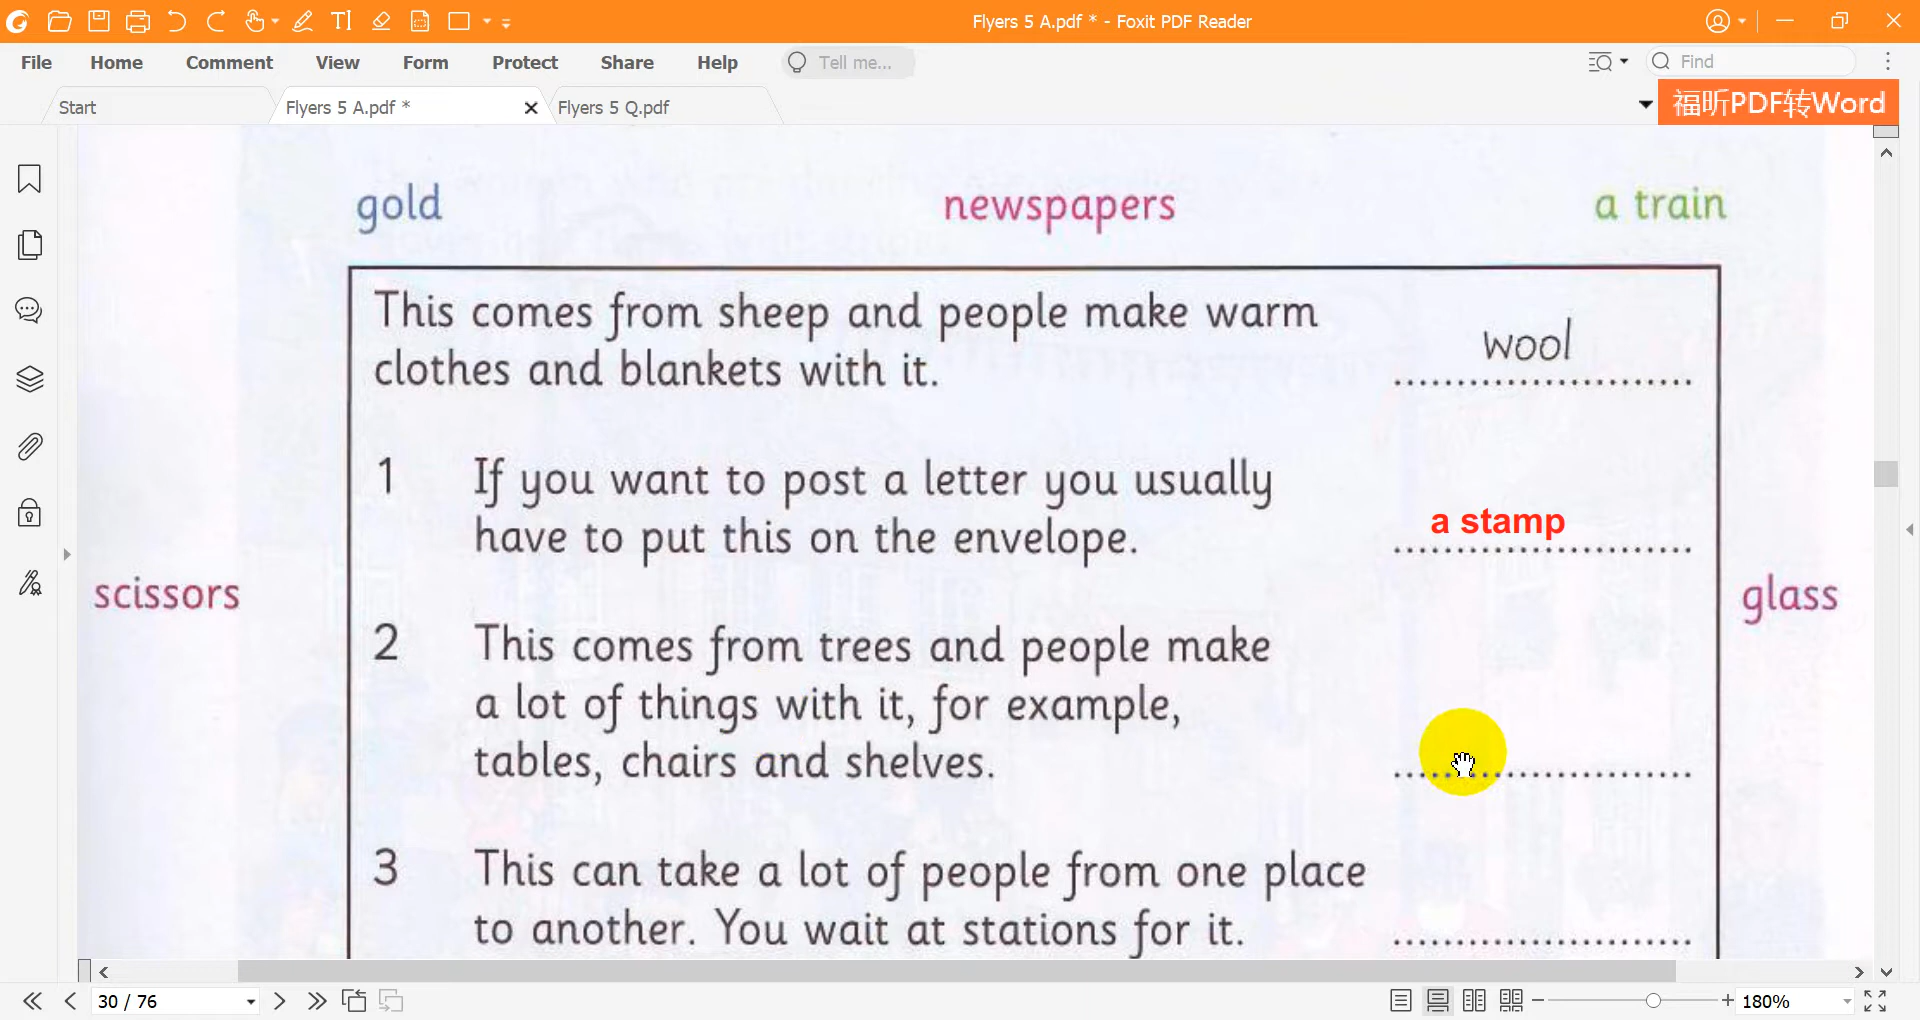 Flyers 5 A.pdf * - Foxit PDF Reader
File Home Comment View Form Protect Share Help Tell me... Find
Start Flyers 5 A.pdf * Flyers 5 Q.pdf 福昕PDF转Word
gold newspapers a train
This comes from sheep and people make warm
clothes and blankets with it. wool
1 If you want to post a letter you usually
have to put this on the envelope. a stamp
scissors glass
2 This comes from trees and people make
a lot of things with it, for example,
tables, chairs and shelves.
3 This can take a lot of people from one place
to another. You wait at stations for it.
30 / 76 180%